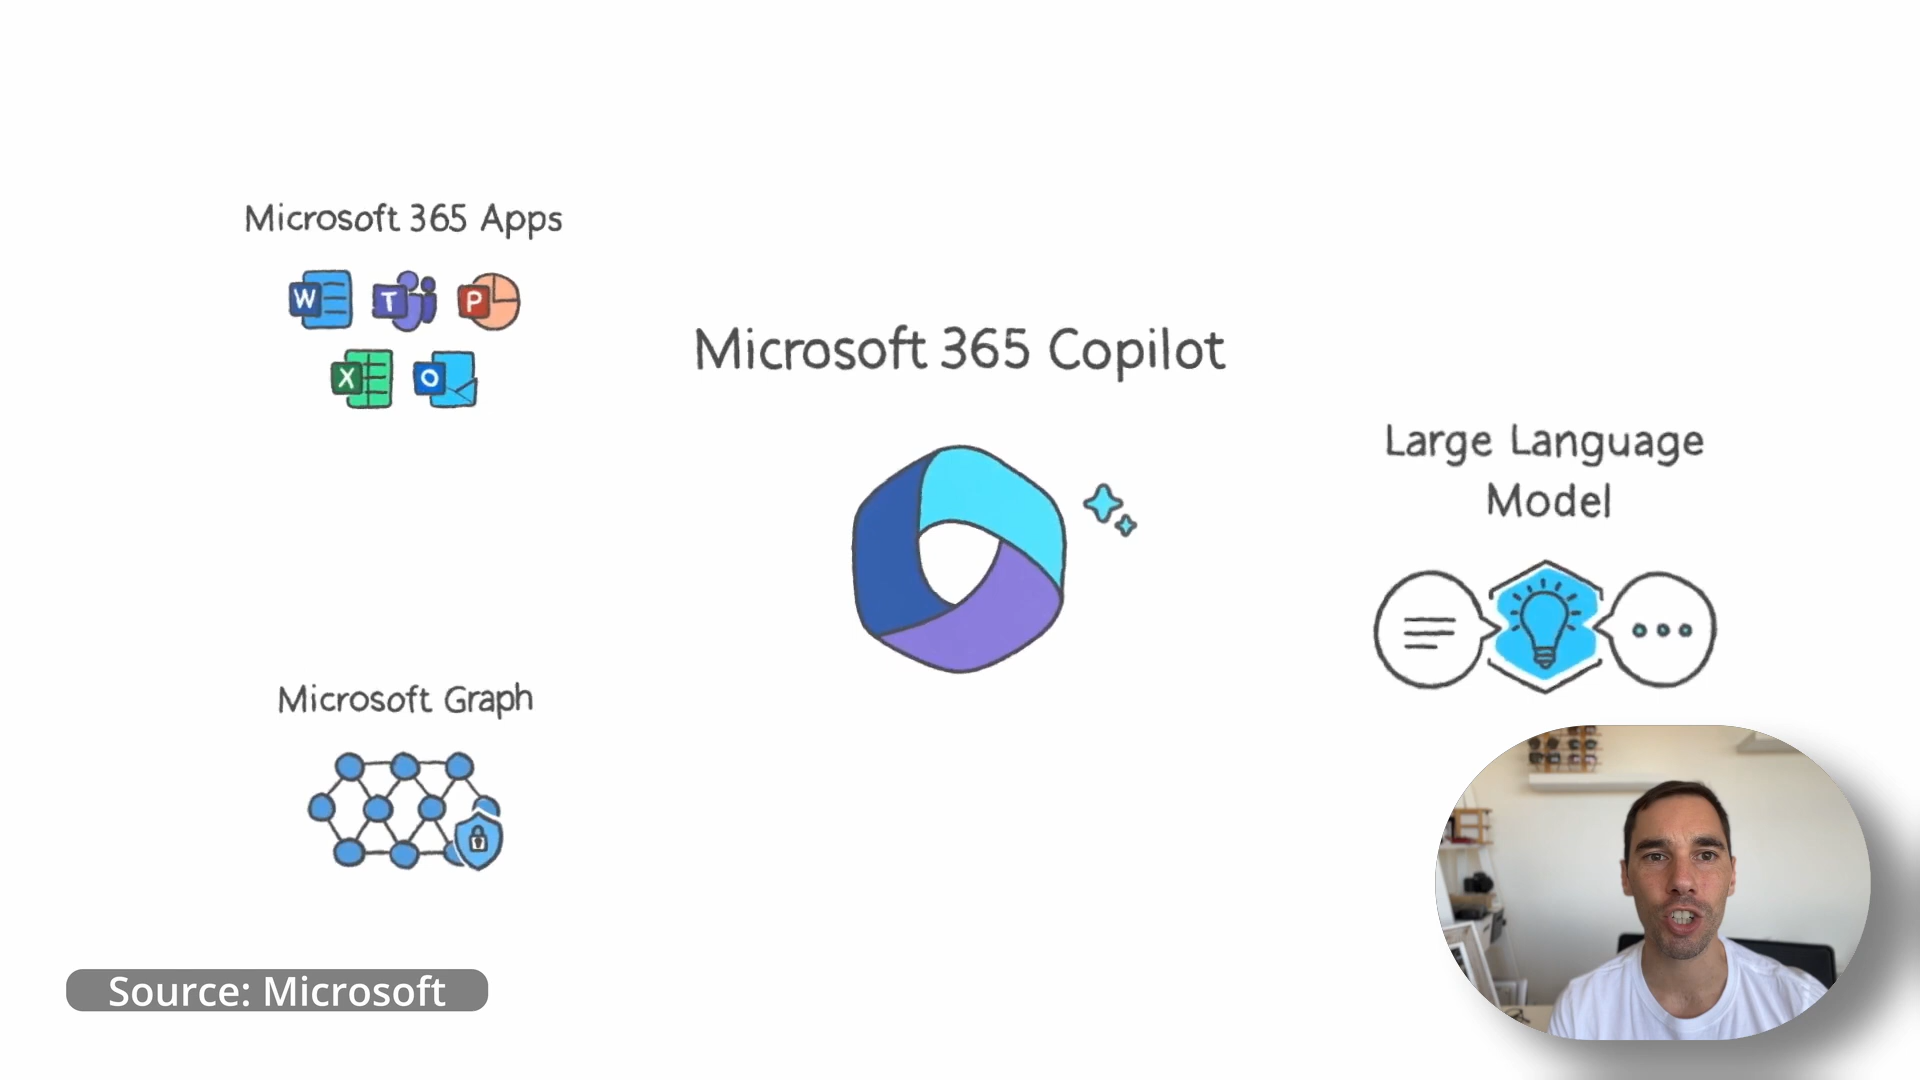 Microsoft 365 Apps
W T P
X O
Microsoft 365 Copilot
Large Language
Model
Microsoft Graph
Source: Microsoft